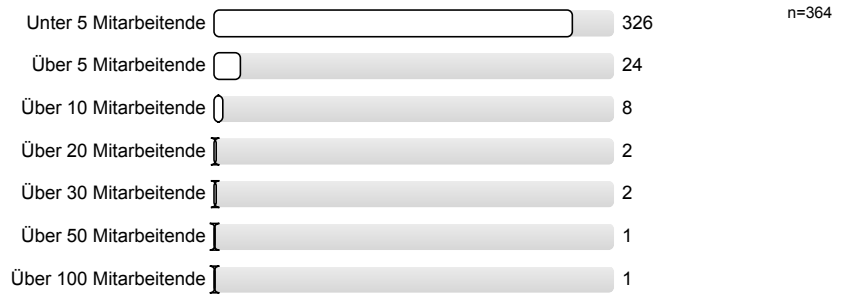 Unter 5 Mitarbeitende 326 n=364
Über 5 Mitarbeitende 24
Über 10 Mitarbeitende 8
Über 20 Mitarbeitende 2
Über 30 Mitarbeitende 2
Über 50 Mitarbeitende 1
Über 100 Mitarbeitende 1